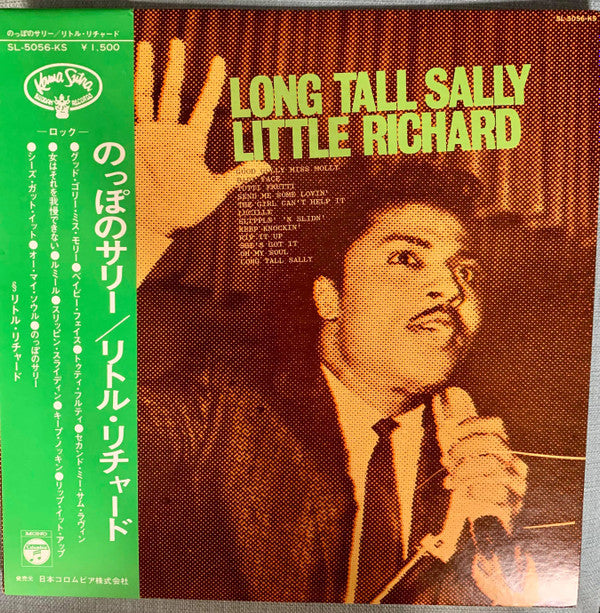 のっぽのサリー/リトル・リチャード
SL-5056-KS ¥1,500
Kama Sutra
BUDDAH RECORDS
—ロック—
のっぽのサリー/リトル・リチャード
●グッド・ゴリー・ミス・モリー●ベイビー・フェイス●トゥティ・フルティ●セカンド・ミー・サム・ラヴィン
●女はそれを我慢できない●ルミール●スリッピン・スライディン●キープ・ノッキン●リップ・イット・アップ
●シーズ・ガット・イット●オー・マイ・ソウル●のっぽのサリー
§リトル・リチャード
MONO
Columbia
発売元 日本コロムビア株式会社
SL-5056-KS
LONG TALL SALLY
LITTLE RICHARD
GOOD GOLLY MISS MOLLY
BABY FACE
TUTTI FRUTTI
SEND ME SOME LOVIN'
THE GIRL CAN'T HELP IT
LUCILLE
SLIPPIN' 'N SLIDN'
KEEP KNOCKIN'
RIP IT UP
SHE'S GOT IT
OH MY SOUL
LONG TALL SALLY